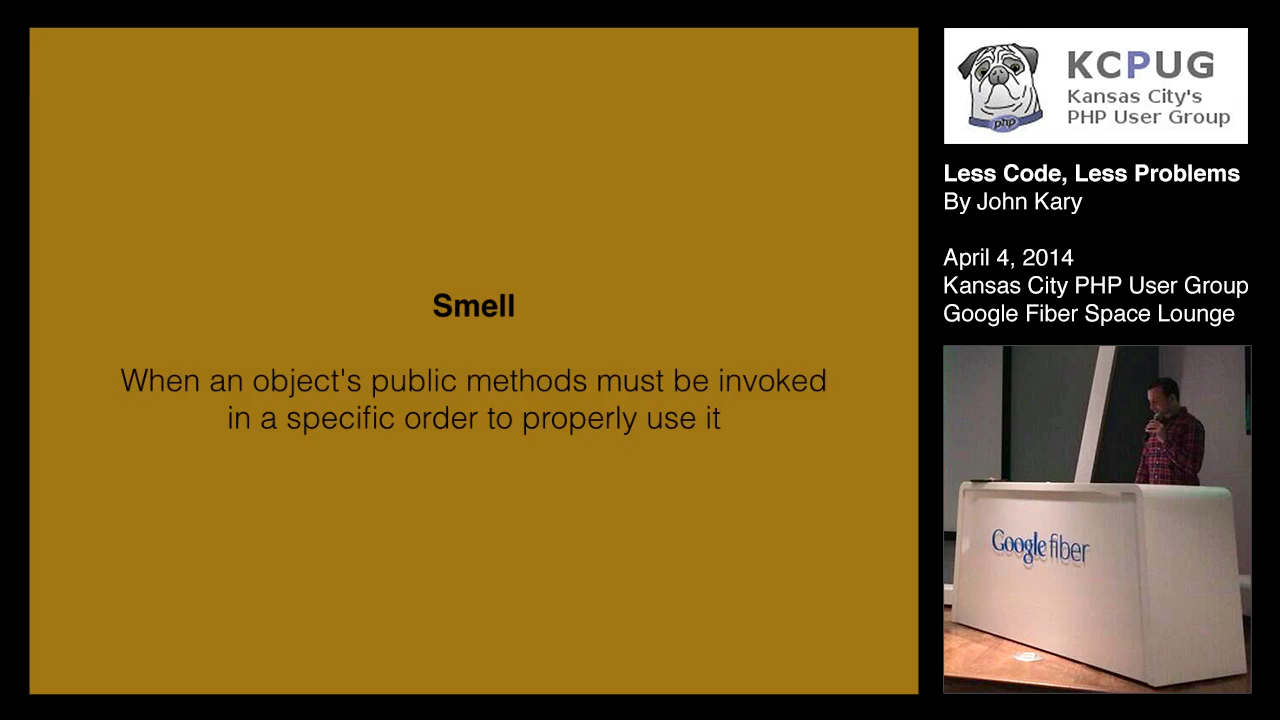 Smell
When an object's public methods must be invoked
in a specific order to properly use it
KCPUG
Kansas City's
PHP User Group
php
Less Code, Less Problems
By John Kary
April 4, 2014
Kansas City PHP User Group
Google Fiber Space Lounge
Google fiber